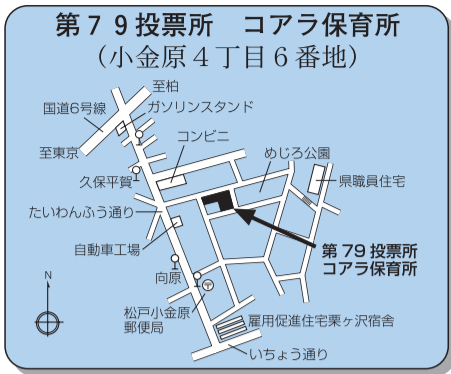 第79投票所 コアラ保育所
(小金原4丁目6番地)
至柏
国道6号線
ガソリンスタンド
コンビニ
至東京
めじろ公園
久保平賀
県職員住宅
たいわんふう通り
自動車工場
第79投票所
コアラ保育所
向原
N
松戸小金原
郵便局
雇用促進住宅栗ヶ沢宿舎
いちょう通り